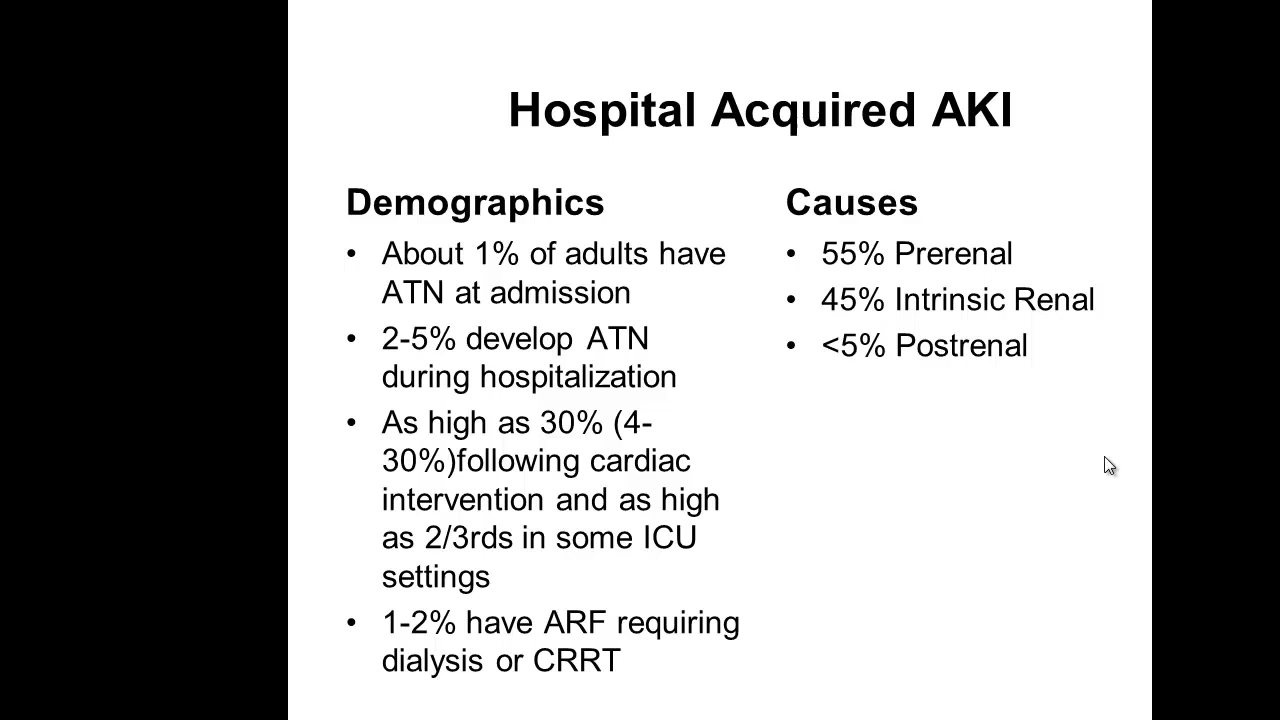 Hospital Acquired AKI
Demographics
• About 1% of adults have
ATN at admission
• 2-5% develop ATN
during hospitalization
• As high as 30% (4-
30%)following cardiac
intervention and as high
as 2/3rds in some ICU
settings
• 1-2% have ARF requiring
dialysis or CRRT
Causes
• 55% Prerenal
• 45% Intrinsic Renal
• <5% Postrenal